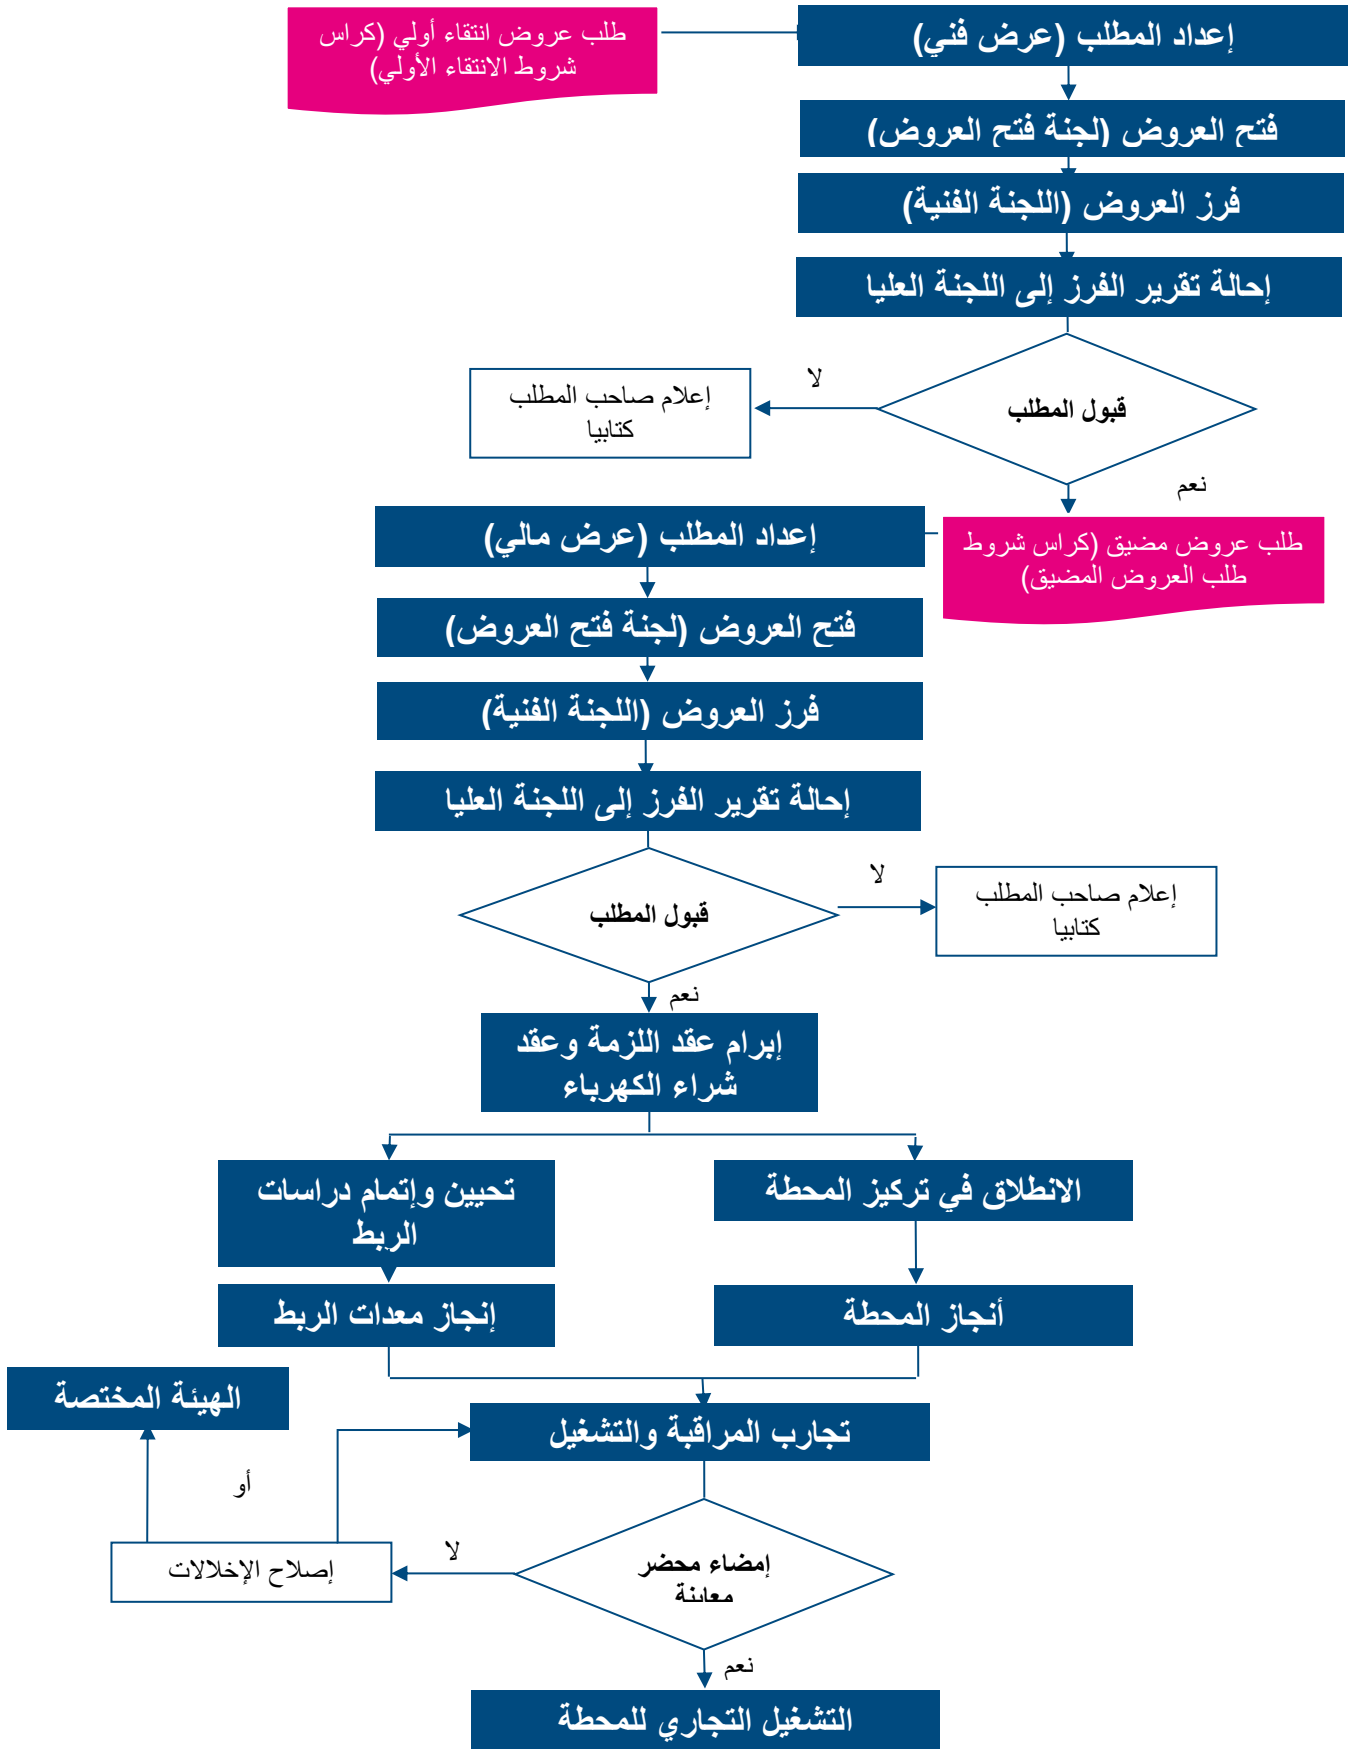 طلب عروض انتقاء أولي (كراس
شروط الانتقاء الأولي)
إعداد المطلب (عرض فني)
فتح العروض (لجنة فتح العروض)
فرز العروض (اللجنة الفنية)
إحالة تقرير الفرز إلى اللجنة العليا
قبول المطلب
لا
إعلام صاحب المطلب
كتابيا
نعم
طلب عروض مضيق (كراس شروط
طلب العروض المضيق)
إعداد المطلب (عرض مالي)
فتح العروض (لجنة فتح العروض)
فرز العروض (اللجنة الفنية)
إحالة تقرير الفرز إلى اللجنة العليا
قبول المطلب
لا
إعلام صاحب المطلب
كتابيا
نعم
إبرام عقد اللزمة وعقد
شراء الكهرباء
الانطلاق في تركيز المحطة
تحيين وإتمام دراسات
الربط
أنجاز المحطة
إنجاز معدات الربط
الهيئة المختصة
تجارب المراقبة والتشغيل
أو
إمضاء محضر
معاينة
لا
إصلاح الإخلالات
نعم
التشغيل التجاري للمحطة